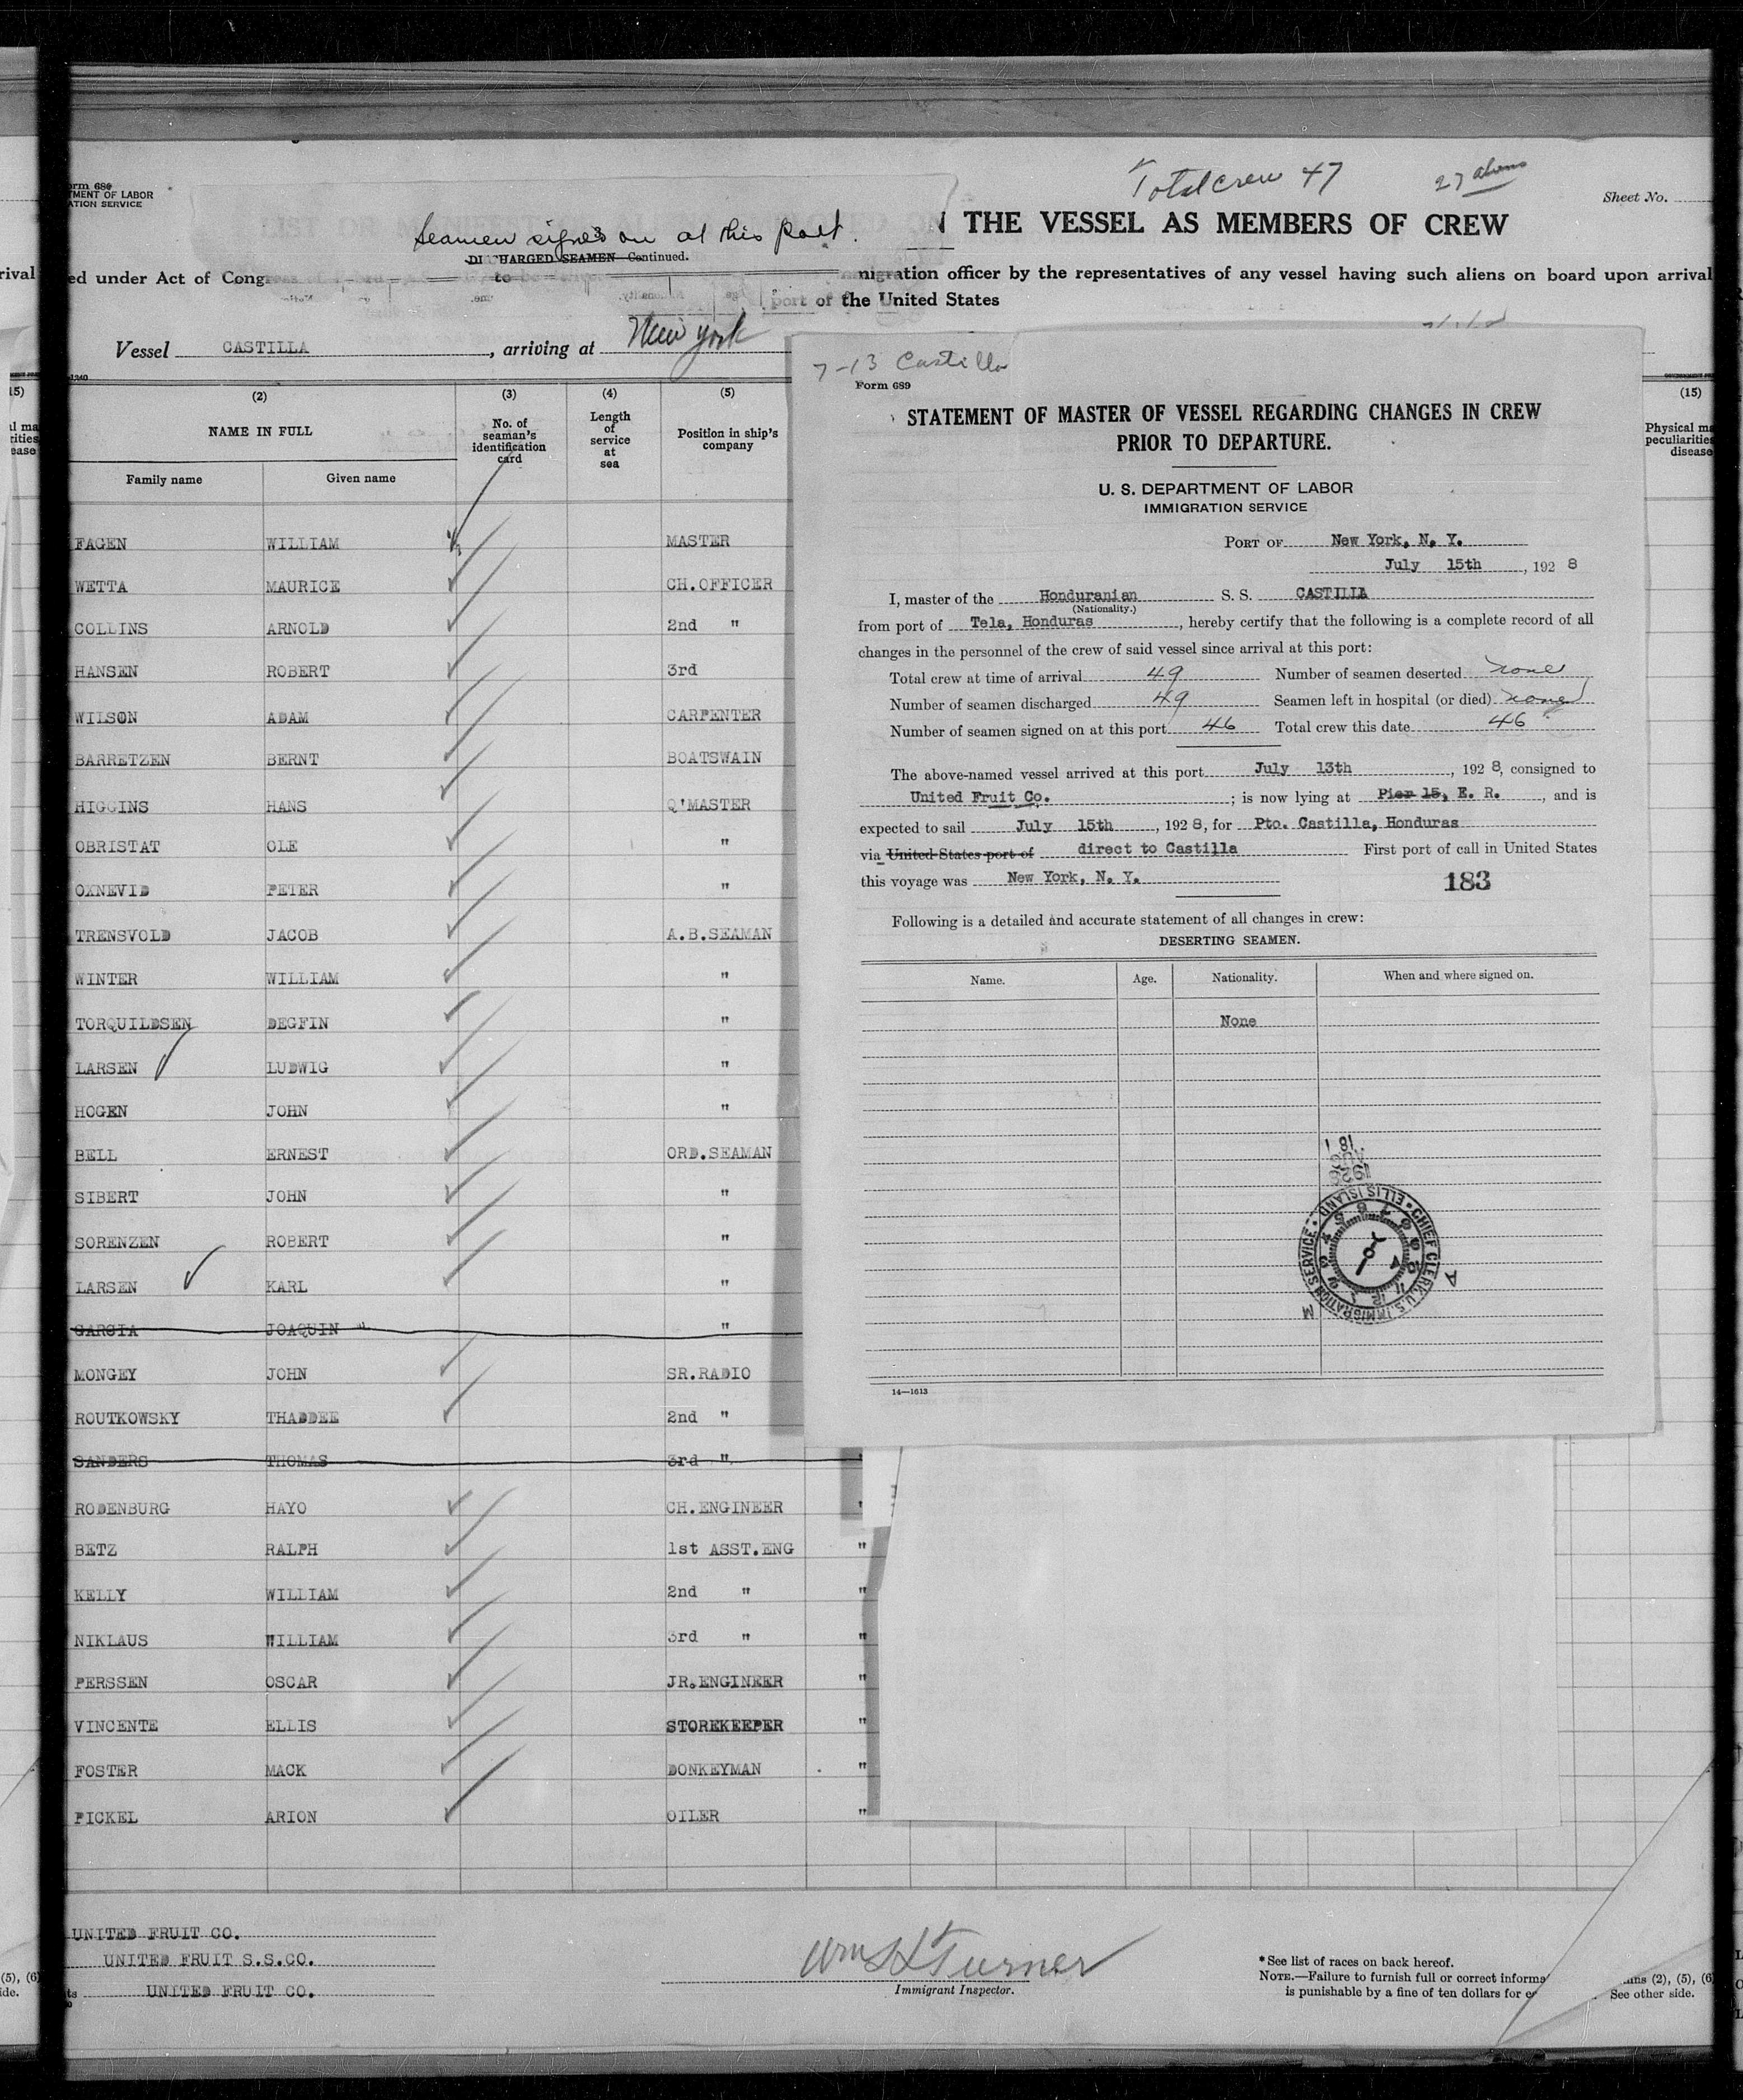 Total crew 47
27 aliens
Form 689
TMENT OF LABOR
ATION SERVICE
Sheet No.
Seamen signed on at this Port.
THE VESSEL AS MEMBERS OF CREW
DISCHARGED SEAMEN—Continued.
ed under Act of Cong
to
migration officer by the representatives of any vessel having such aliens on board upon arrival
port of the United States
Vessel CASTILLA, arriving at New York
(2) (3) (4) (5)
NAME IN FULL
No. of seaman's identification card
Length of service at sea
Position in ship's company
Family name Given name
FAGEN WILLIAM MASTER
WETTA MAURICE CH.OFFICER
COLLINS ARNOLD 2nd "
HANSEN ROBERT 3rd
WILSON ADAM CARPENTER
BARRETZEN BERNT BOATSWAIN
HIGGINS HANS Q'MASTER
OBRISTAT OLE "
OXNEVID PETER "
TRENSVOLD JACOB A.B.SEAMAN
WINTER WILLIAM "
TORQUILDSEN DEGFIN "
LARSEN LUDWIG "
HOGEN JOHN "
BELL ERNEST ORD.SEAMAN
SIBERT JOHN "
SORENZEN ROBERT "
LARSEN KARL "
GARCIA JOAQUIN "
MONGEY JOHN SR.RADIO
ROUTKOWSKY THADDEE 2nd "
SANDERS THOMAS 3rd "
RODENBURG HAYO CH.ENGINEER "
BETZ RALPH 1st ASST.ENG "
KELLY WILLIAM 2nd " "
NIKLAUS WILLIAM 3rd " "
PERSSEN OSCAR JR.ENGINEER "
VINCENTE ELLIS STOREKEEPER "
FOSTER MACK DONKEYMAN "
PICKEL ARION OILER "
UNITED FRUIT CO.
UNITED FRUIT S.S.CO.
UNITED FRUIT CO.
Wm H Turner
Immigrant Inspector.
* See list of races on back hereof.
NOTE.—Failure to furnish full or correct informa
is punishable by a fine of ten dollars for e
(2), (5), (6)
See other side.
7-13 Castilla
Form 689
STATEMENT OF MASTER OF VESSEL REGARDING CHANGES IN CREW
PRIOR TO DEPARTURE.
U. S. DEPARTMENT OF LABOR
IMMIGRATION SERVICE
PORT OF New York, N. Y.
July 15th, 1928
I, master of the Honduranian S. S. CASTILLA
(Nationality.)
from port of Tela, Honduras, hereby certify that the following is a complete record of all
changes in the personnel of the crew of said vessel since arrival at this port:
Total crew at time of arrival 49 Number of seamen deserted none
Number of seamen discharged 49 Seamen left in hospital (or died) none
Number of seamen signed on at this port 46 Total crew this date 46
The above-named vessel arrived at this port July 13th, 1928, consigned to
United Fruit Co.; is now lying at Pier 15, E. R., and is
expected to sail July 15th, 1928, for Pto. Castilla, Honduras
via United States port of direct to Castilla First port of call in United States
this voyage was New York, N. Y.
183
Following is a detailed and accurate statement of all changes in crew:
DESERTING SEAMEN.
Name. Age. Nationality. When and where signed on.
None
CHIEF CLERK, U.S. IMMIGRATION SERVICE • ELLIS ISLAND •
14—1613
(15)
Physical ma
peculiarities
disease